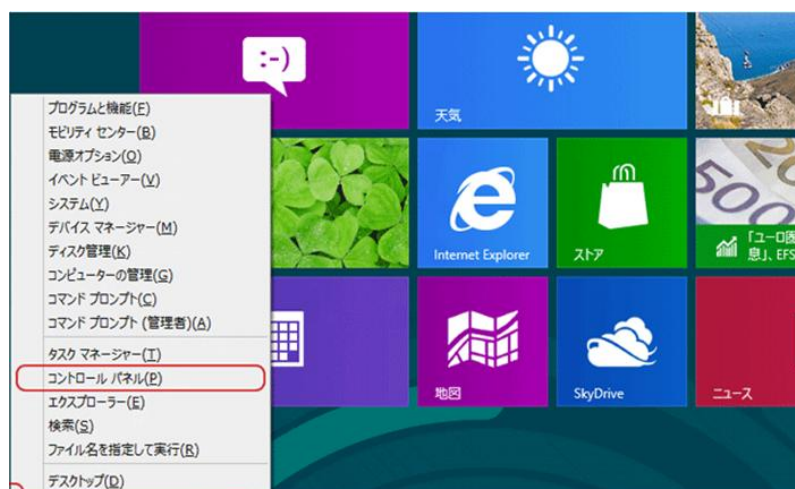 プログラムと機能(F)
モビリティ センター(B)
電源オプション(O)
イベント ビューアー(V)
システム(Y)
デバイス マネージャー(M)
ディスク管理(K)
コンピューターの管理(G)
コマンド プロンプト(C)
コマンド プロンプト (管理者)(A)
タスク マネージャー(T)
コントロール パネル(P)
エクスプローラー(E)
検索(S)
ファイル名を指定して実行(R)
デスクトップ(D)
:-)
天気
Internet Explorer
ストア
500
「ユーロ圏
息」、EFS
地図
SkyDrive
ニュース